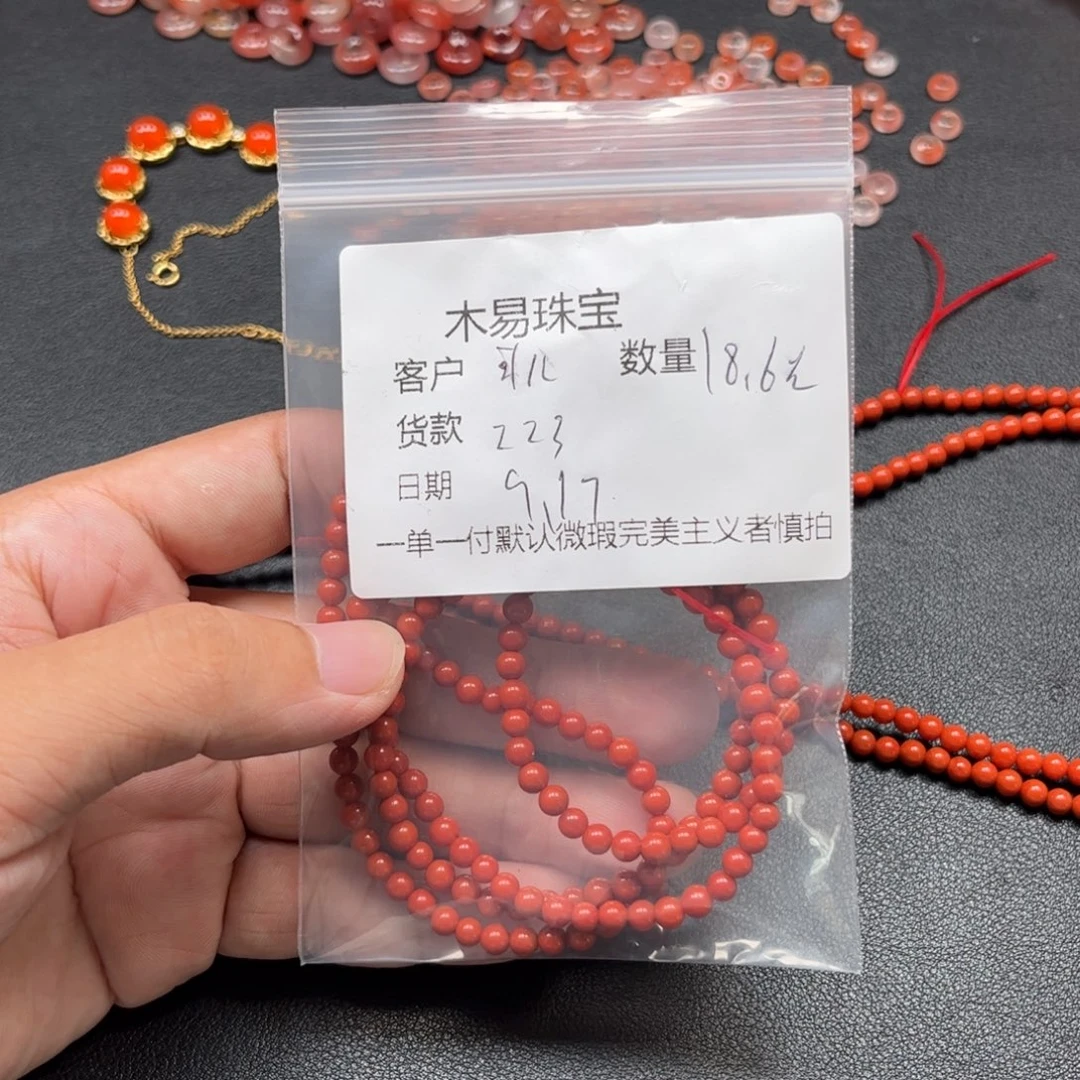 木易珠宝
客户 数量 18.6
货款 223
日期 9.17
一单一付默认微瑕完美主义者慎拍